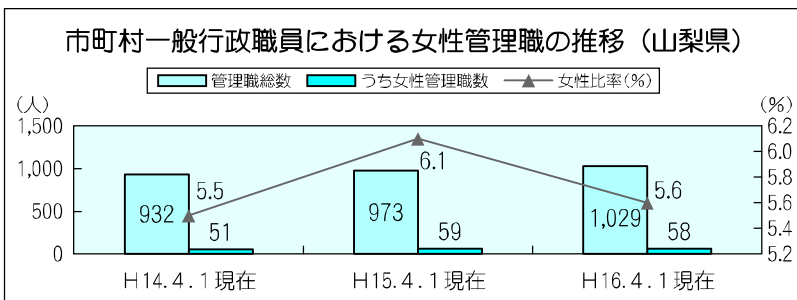 市町村一般行政職員における女性管理職の推移（山梨県）
管理職総数 うち女性管理職数 女性比率(%)
(人) (%)
1,500 6.2
6.0
1,000 5.8
5.6
500 5.4
0 5.2
5.5 6.1 5.6
932 51 973 59 1,029 58
H14.4.1現在 H15.4.1現在 H16.4.1現在